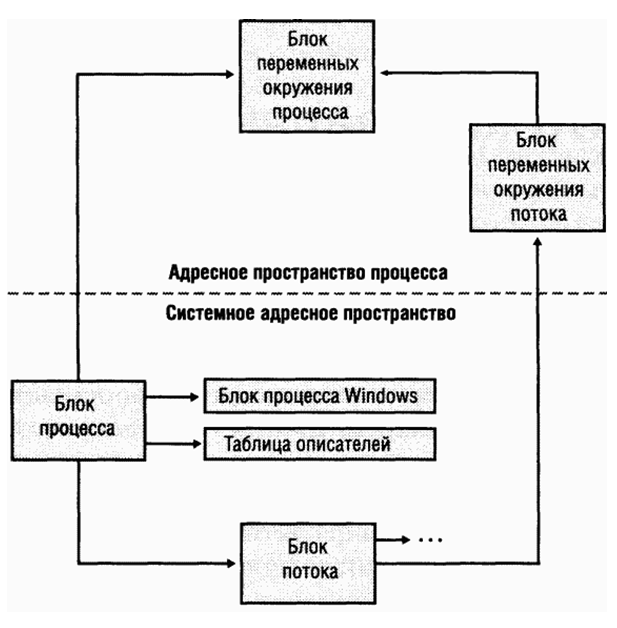 Блок
переменных
окружения
процесса
Блок
переменных
окружения
потока
Адресное пространство процесса
Системное адресное пространство
Блок
процесса
Блок процесса Windows
Таблица описателей
Блок
потока
...